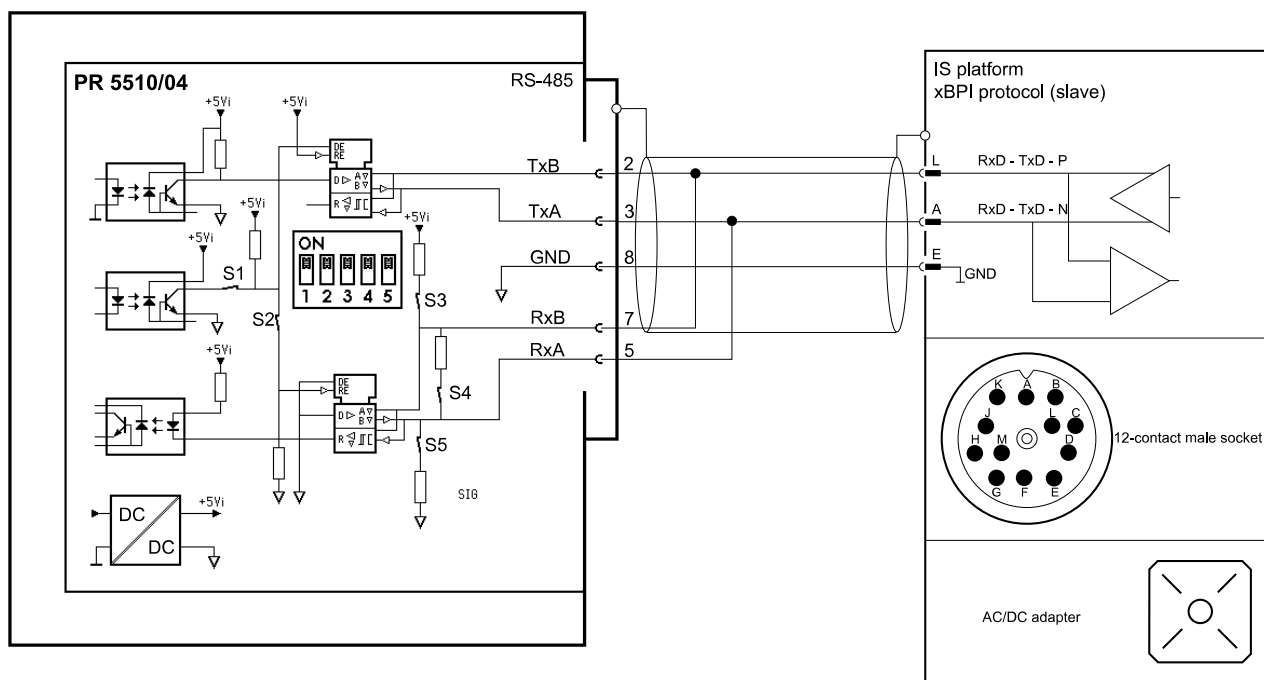 PR 5510/04
RS-485
IS platform
xBPI protocol (slave)
+5Vi
DE
RE
D A
B
R
TxB 2
L RxD - TxD - P
TxA 3
A RxD - TxD - N
+5Vi
+5Vi
+5Vi
ON
1 2 3 4 5
GND 8
E
GND
S1
S2
S3
RxB 7
RxA 5
+5Vi
DE
RE
D A
B
R
S4
S5
SIG
K A B
J L C
H M D
G F E
12-contact male socket
DC
DC
+5Vi
AC/DC adapter